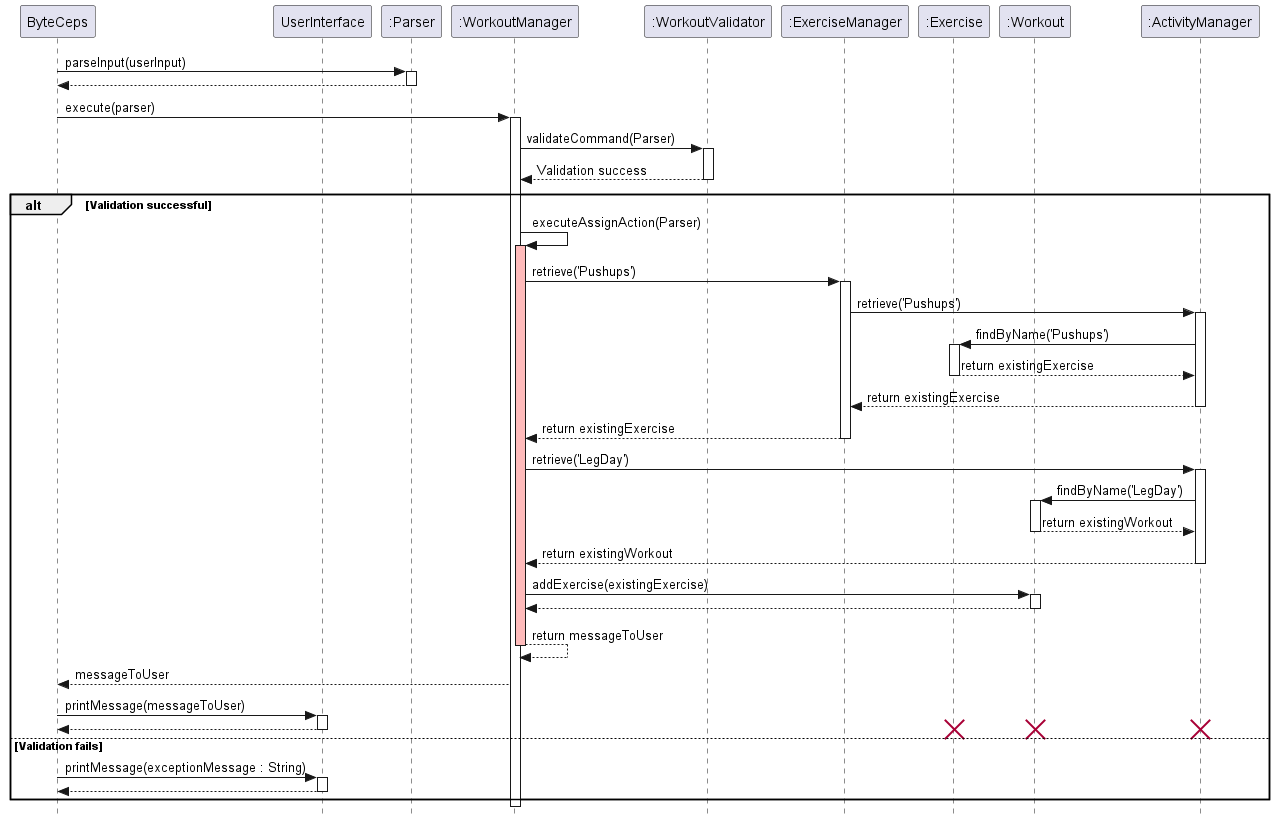 ByteCeps UserInterface :Parser :WorkoutManager :WorkoutValidator :ExerciseManager :Exercise :Workout :ActivityManager
parseInput(userInput)
execute(parser)
validateCommand(Parser)
Validation success
alt [Validation successful]
executeAssignAction(Parser)
retrieve('Pushups')
retrieve('Pushups')
findByName('Pushups')
return existingExercise
return existingExercise
return existingExercise
retrieve('LegDay')
findByName('LegDay')
return existingWorkout
return existingWorkout
addExercise(existingExercise)
return messageToUser
messageToUser
printMessage(messageToUser)
[Validation fails]
printMessage(exceptionMessage : String)